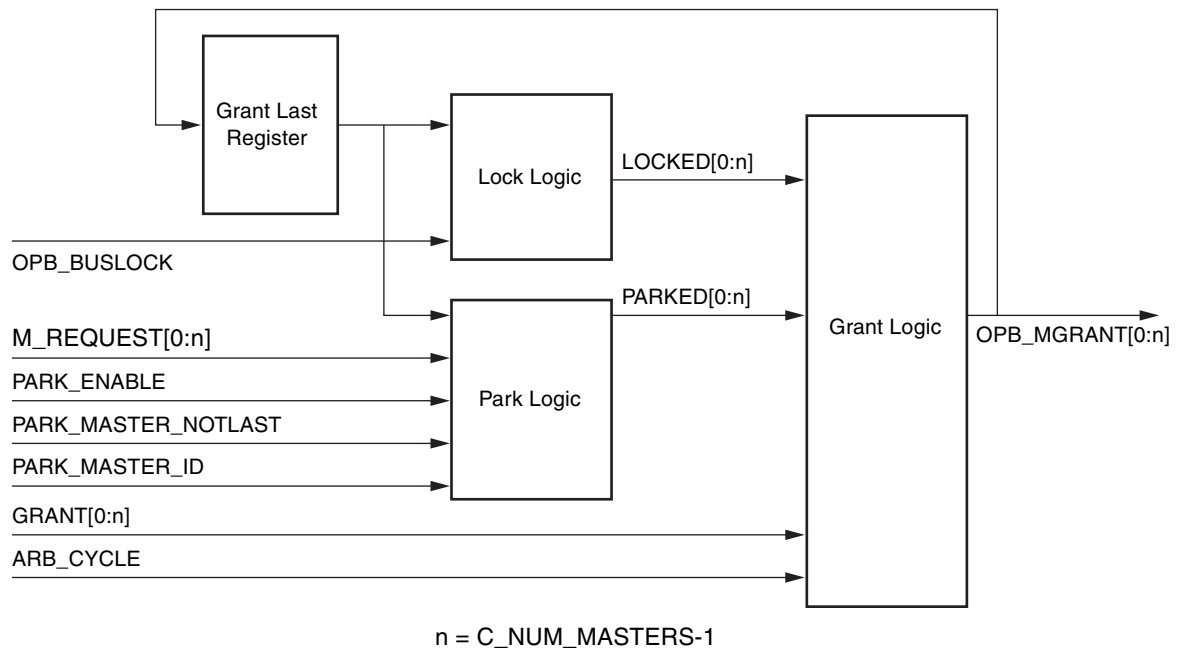 Grant Last
Register
Lock Logic
LOCKED[0:n]
OPB_BUSLOCK
PARKED[0:n]
Grant Logic
OPB_MGRANT[0:n]
M_REQUEST[0:n]
PARK_ENABLE
Park Logic
PARK_MASTER_NOTLAST
PARK_MASTER_ID
GRANT[0:n]
ARB_CYCLE
n = C_NUM_MASTERS-1